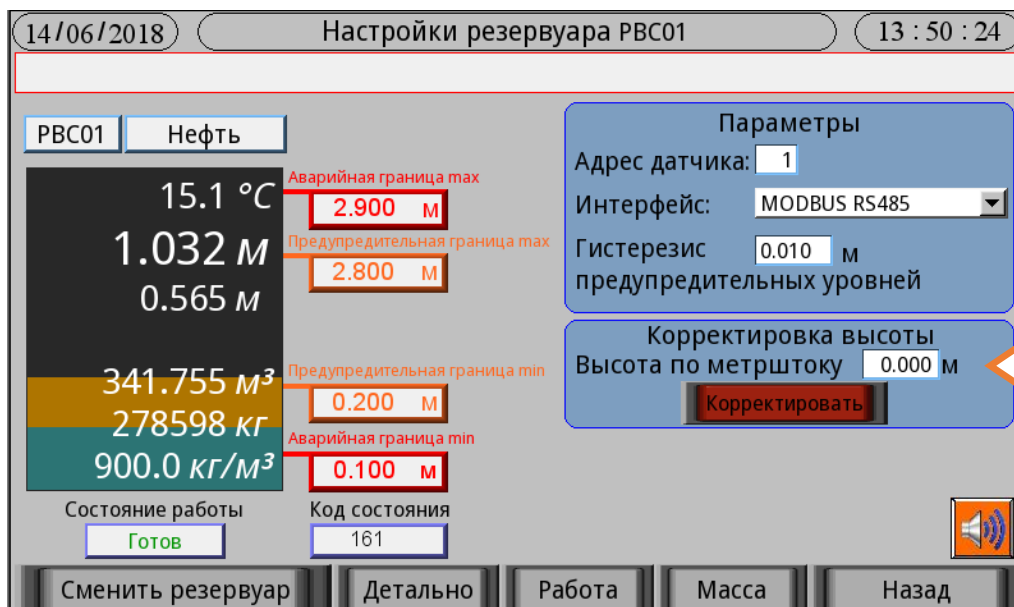 14/06/2018 Настройки резервуара РВС01 13 : 50 : 24
РВС01 Нефть
15.1 °C
1.032 м
0.565 м
341.755 м³
278598 кг
900.0 кг/м³
Аварийная граница max
2.900 м
Предупредительная граница max
2.800 м
Предупредительная граница min
0.200 м
Аварийная граница min
0.100 м
Состояние работы
Готов
Код состояния
161
Параметры
Адрес датчика: 1
Интерфейс: MODBUS RS485
Гистерезис 0.010 м
предупредительных уровней
Корректировка высоты
Высота по метрштоку 0.000 м
Корректировать
Сменить резервуар Детально Работа Масса Назад